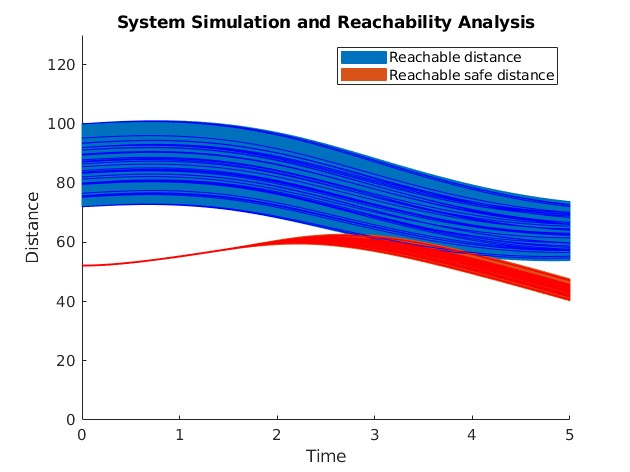 System Simulation and Reachability Analysis
Reachable distance
Reachable safe distance
120
100
80
60
40
20
0
Distance
0 1 2 3 4 5
Time